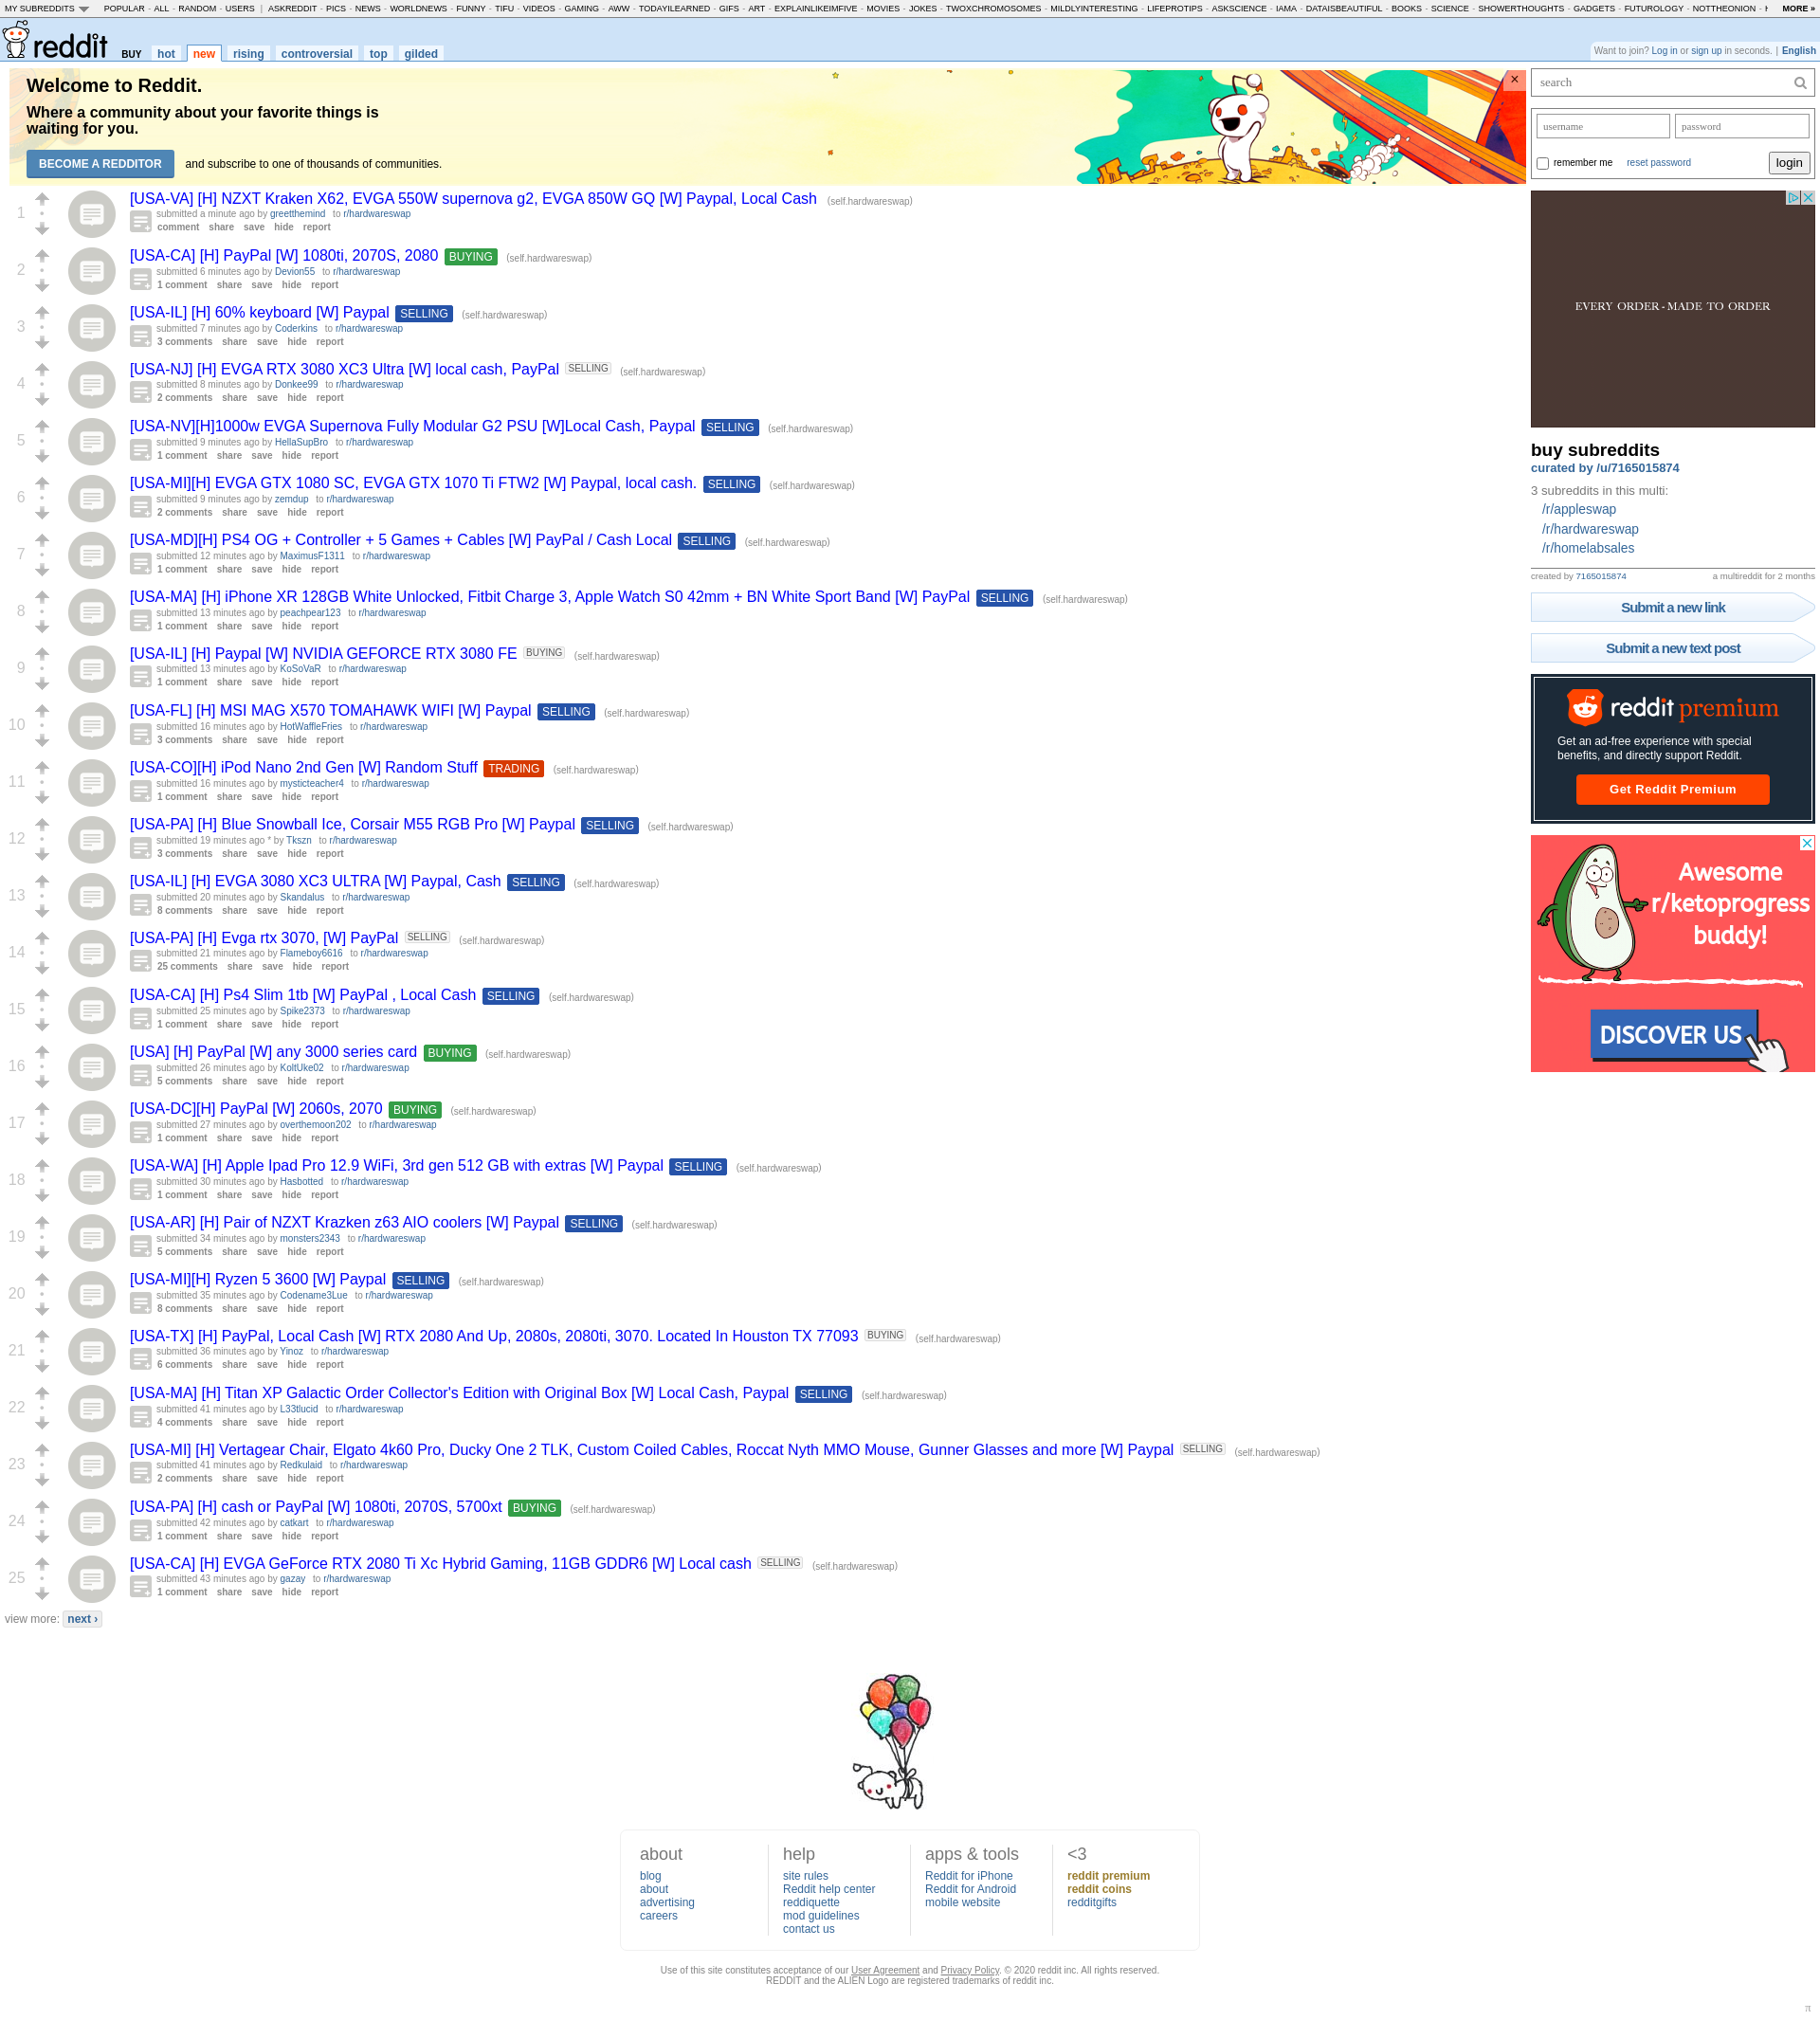 MY SUBREDDITS POPULAR - ALL - RANDOM - USERS | ASKREDDIT - PICS - NEWS - WORLDNEWS - FUNNY - TIFU - VIDEOS - GAMING - AWW - TODAYILEARNED - GIFS - ART - EXPLAINLIKEIMFIVE - MOVIES - JOKES - TWOXCHROMOSOMES - MILDLYINTERESTING - LIFEPROTIPS - ASKSCIENCE - IAMA - DATAISBEAUTIFUL - BOOKS - SCIENCE - SHOWERTHOUGHTS - GADGETS - FUTUROLOGY - NOTTHEONION - MORE »
reddit BUY hot new rising controversial top gilded
Want to join? Log in or sign up in seconds. | English
Welcome to Reddit.
Where a community about your favorite things is
waiting for you.
BECOME A REDDITOR and subscribe to one of thousands of communities.
×
1
[USA-VA] [H] NZXT Kraken X62, EVGA 550W supernova g2, EVGA 850W GQ [W] Paypal, Local Cash (self.hardwareswap)
submitted a minute ago by greetthemind to r/hardwareswap
comment share save hide report
2
[USA-CA] [H] PayPal [W] 1080ti, 2070S, 2080 BUYING (self.hardwareswap)
submitted 6 minutes ago by Devion55 to r/hardwareswap
1 comment share save hide report
3
[USA-IL] [H] 60% keyboard [W] Paypal SELLING (self.hardwareswap)
submitted 7 minutes ago by Coderkins to r/hardwareswap
3 comments share save hide report
4
[USA-NJ] [H] EVGA RTX 3080 XC3 Ultra [W] local cash, PayPal SELLING (self.hardwareswap)
submitted 8 minutes ago by Donkee99 to r/hardwareswap
2 comments share save hide report
5
[USA-NV][H]1000w EVGA Supernova Fully Modular G2 PSU [W]Local Cash, Paypal SELLING (self.hardwareswap)
submitted 9 minutes ago by HellaSupBro to r/hardwareswap
1 comment share save hide report
6
[USA-MI][H] EVGA GTX 1080 SC, EVGA GTX 1070 Ti FTW2 [W] Paypal, local cash. SELLING (self.hardwareswap)
submitted 9 minutes ago by zemdup to r/hardwareswap
2 comments share save hide report
7
[USA-MD][H] PS4 OG + Controller + 5 Games + Cables [W] PayPal / Cash Local SELLING (self.hardwareswap)
submitted 12 minutes ago by MaximusF1311 to r/hardwareswap
1 comment share save hide report
8
[USA-MA] [H] iPhone XR 128GB White Unlocked, Fitbit Charge 3, Apple Watch S0 42mm + BN White Sport Band [W] PayPal SELLING (self.hardwareswap)
submitted 13 minutes ago by peachpear123 to r/hardwareswap
1 comment share save hide report
9
[USA-IL] [H] Paypal [W] NVIDIA GEFORCE RTX 3080 FE BUYING (self.hardwareswap)
submitted 13 minutes ago by KoSoVaR to r/hardwareswap
1 comment share save hide report
10
[USA-FL] [H] MSI MAG X570 TOMAHAWK WIFI [W] Paypal SELLING (self.hardwareswap)
submitted 16 minutes ago by HotWaffleFries to r/hardwareswap
3 comments share save hide report
11
[USA-CO][H] iPod Nano 2nd Gen [W] Random Stuff TRADING (self.hardwareswap)
submitted 16 minutes ago by mysticteacher4 to r/hardwareswap
1 comment share save hide report
12
[USA-PA] [H] Blue Snowball Ice, Corsair M55 RGB Pro [W] Paypal SELLING (self.hardwareswap)
submitted 19 minutes ago * by Tkszn to r/hardwareswap
3 comments share save hide report
13
[USA-IL] [H] EVGA 3080 XC3 ULTRA [W] Paypal, Cash SELLING (self.hardwareswap)
submitted 20 minutes ago by Skandalus to r/hardwareswap
8 comments share save hide report
14
[USA-PA] [H] Evga rtx 3070, [W] PayPal SELLING (self.hardwareswap)
submitted 21 minutes ago by Flameboy6616 to r/hardwareswap
25 comments share save hide report
15
[USA-CA] [H] Ps4 Slim 1tb [W] PayPal , Local Cash SELLING (self.hardwareswap)
submitted 25 minutes ago by Spike2373 to r/hardwareswap
1 comment share save hide report
16
[USA] [H] PayPal [W] any 3000 series card BUYING (self.hardwareswap)
submitted 26 minutes ago by KoltUke02 to r/hardwareswap
5 comments share save hide report
17
[USA-DC][H] PayPal [W] 2060s, 2070 BUYING (self.hardwareswap)
submitted 27 minutes ago by overthemoon202 to r/hardwareswap
1 comment share save hide report
18
[USA-WA] [H] Apple Ipad Pro 12.9 WiFi, 3rd gen 512 GB with extras [W] Paypal SELLING (self.hardwareswap)
submitted 30 minutes ago by Hasbotted to r/hardwareswap
1 comment share save hide report
19
[USA-AR] [H] Pair of NZXT Krazken z63 AIO coolers [W] Paypal SELLING (self.hardwareswap)
submitted 34 minutes ago by monsters2343 to r/hardwareswap
5 comments share save hide report
20
[USA-MI][H] Ryzen 5 3600 [W] Paypal SELLING (self.hardwareswap)
submitted 35 minutes ago by Codename3Lue to r/hardwareswap
8 comments share save hide report
21
[USA-TX] [H] PayPal, Local Cash [W] RTX 2080 And Up, 2080s, 2080ti, 3070. Located In Houston TX 77093 BUYING (self.hardwareswap)
submitted 36 minutes ago by Yinoz to r/hardwareswap
6 comments share save hide report
22
[USA-MA] [H] Titan XP Galactic Order Collector's Edition with Original Box [W] Local Cash, Paypal SELLING (self.hardwareswap)
submitted 41 minutes ago by L33tlucid to r/hardwareswap
4 comments share save hide report
23
[USA-MI] [H] Vertagear Chair, Elgato 4k60 Pro, Ducky One 2 TLK, Custom Coiled Cables, Roccat Nyth MMO Mouse, Gunner Glasses and more [W] Paypal SELLING (self.hardwareswap)
submitted 41 minutes ago by Redkulaid to r/hardwareswap
2 comments share save hide report
24
[USA-PA] [H] cash or PayPal [W] 1080ti, 2070S, 5700xt BUYING (self.hardwareswap)
submitted 42 minutes ago by catkart to r/hardwareswap
1 comment share save hide report
25
[USA-CA] [H] EVGA GeForce RTX 2080 Ti Xc Hybrid Gaming, 11GB GDDR6 [W] Local cash SELLING (self.hardwareswap)
submitted 43 minutes ago by gazay to r/hardwareswap
1 comment share save hide report
view more: next ›
search
username password
remember me reset password login
EVERY ORDER - MADE TO ORDER
buy subreddits
curated by /u/7165015874
3 subreddits in this multi:
/r/appleswap
/r/hardwareswap
/r/homelabsales
created by 7165015874 a multireddit for 2 months
Submit a new link
Submit a new text post
reddit premium
Get an ad-free experience with special
benefits, and directly support Reddit.
Get Reddit Premium
Awesome
r/ketoprogress
buddy!
DISCOVER US
about
blog
about
advertising
careers
help
site rules
Reddit help center
reddiquette
mod guidelines
contact us
apps & tools
Reddit for iPhone
Reddit for Android
mobile website
<3
reddit premium
reddit coins
redditgifts
Use of this site constitutes acceptance of our User Agreement and Privacy Policy. © 2020 reddit inc. All rights reserved.
REDDIT and the ALIEN Logo are registered trademarks of reddit inc.
π